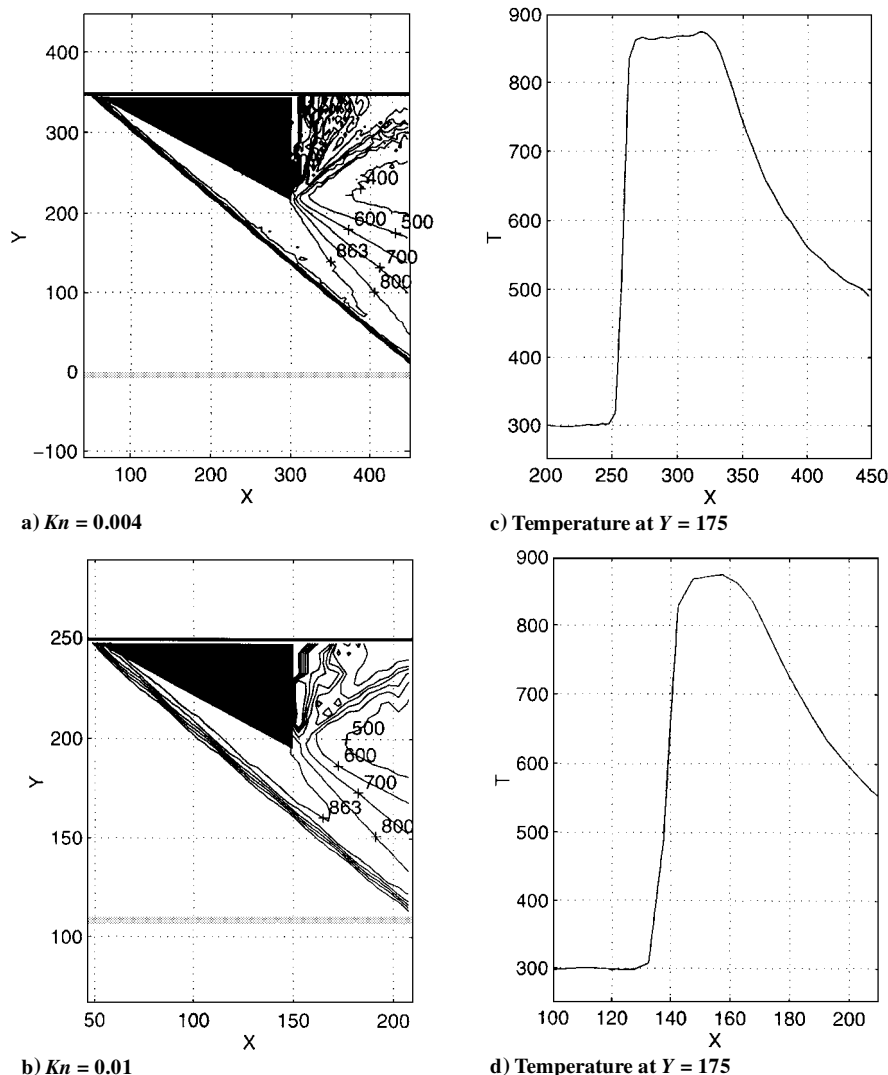 400
300
200
100
0
−100
Y
100 200 300 400
X
400
600
500
863
700
800
a) Kn = 0.004
900
800
700
600
500
400
300
T
200 250 300 350 400 450
X
c) Temperature at Y = 175
250
200
150
100
Y
50 100 150 200
X
500
600
700
863
800
b) Kn = 0.01
900
800
700
600
500
400
300
T
100 120 140 160 180 200
X
d) Temperature at Y = 175